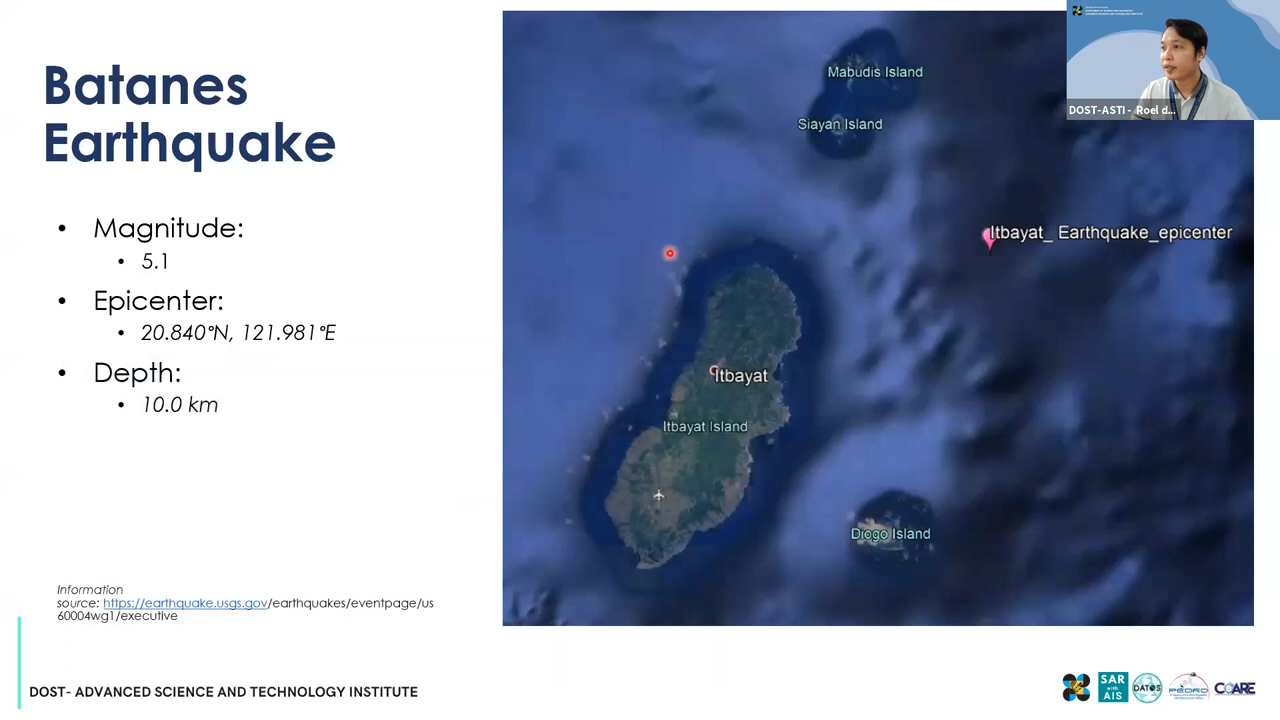 Batanes
Earthquake
• Magnitude:
• 5.1
• Epicenter:
• 20.840°N, 121.981°E
• Depth:
• 10.0 km
Information
source: https://earthquake.usgs.gov/earthquakes/eventpage/us
60004wg1/executive
DOST- ADVANCED SCIENCE AND TECHNOLOGY INSTITUTE
Mabudis Island
Siayan Island
Itbayat_ Earthquake_epicenter
Itbayat
Itbayat Island
Diogo Island
DOST-ASTI - Roel d...
SAR
with
AIS
DATOS
PEDRO
COARE